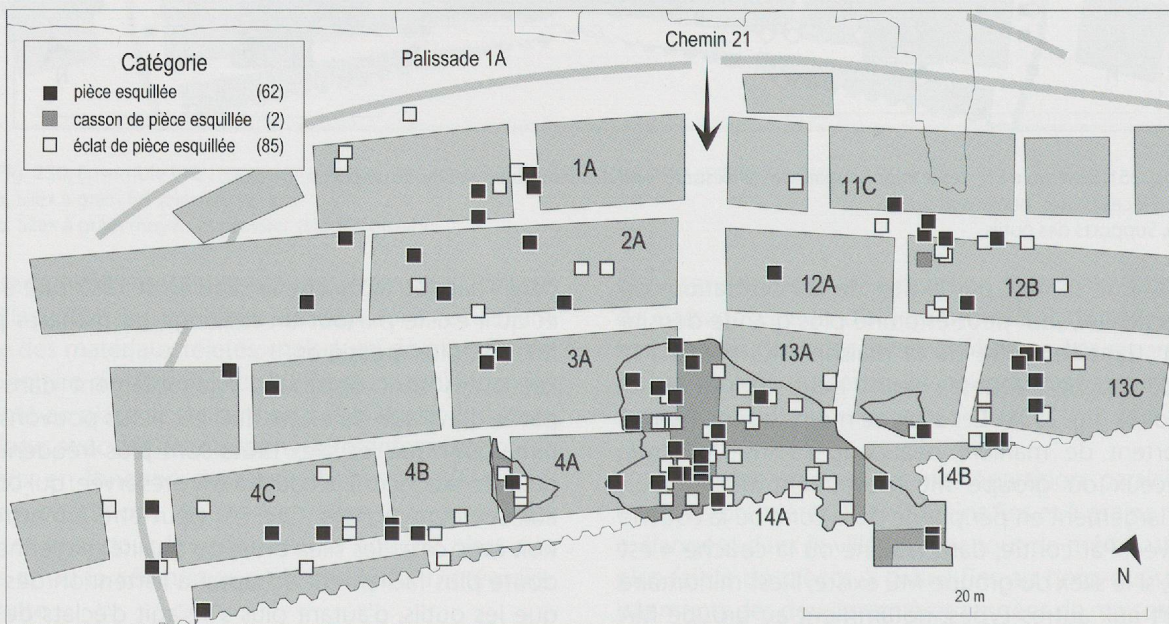 Palissade 1A
Chemin 21
Catégorie
pièce esquillée (62)
casson de pièce esquillée (2)
éclat de pièce esquillée (85)
1A
11C
2A
12A
12B
3A
13A
13C
4C
4B
4A
14A
14B
N
20 m